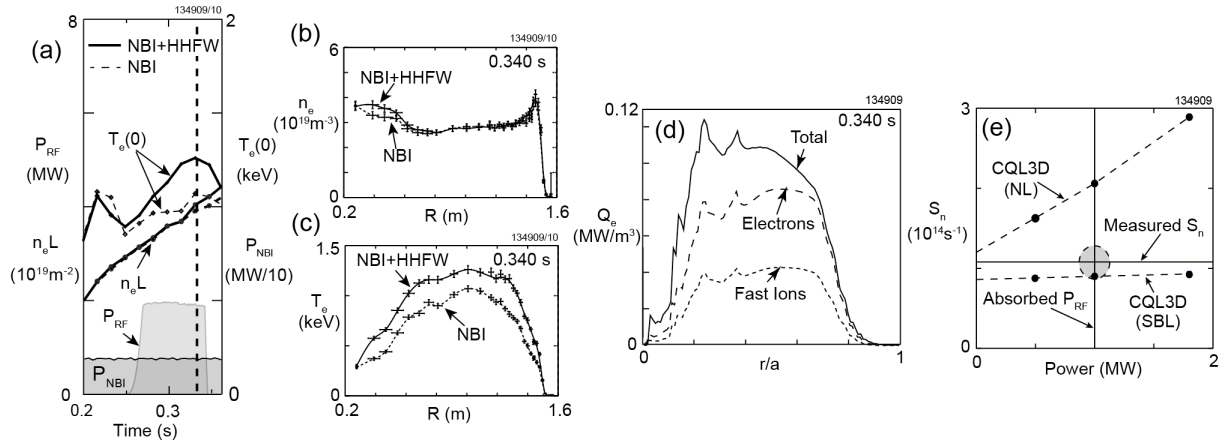 134909/10
8
2
(a)
NBI+HHFW
NBI
T_e(0)
P_RF
(MW)
T_e(0)
(keV)
n_eL
(10^19m^-2)
n_eL
P_NBI
(MW/10)
P_RF
P_NBI
0
0
0.2
0.3
Time (s)
(b)
134909/10
6
0.340 s
NBI+HHFW
n_e
(10^19m^-3)
NBI
0
0.2
1.6
R (m)
(c)
134909/10
1.5
NBI+HHFW
0.340 s
T_e
(keV)
NBI
0
0.2
1.6
R (m)
134909
0.12
(d)
0.340 s
Total
Q_e
(MW/m^3)
Electrons
Fast Ions
0
0
1
r/a
134909
3
(e)
CQL3D
(NL)
S_n
(10^14s^-1)
Measured S_n
Absorbed P_RF
CQL3D
(SBL)
0
0
2
Power (MW)